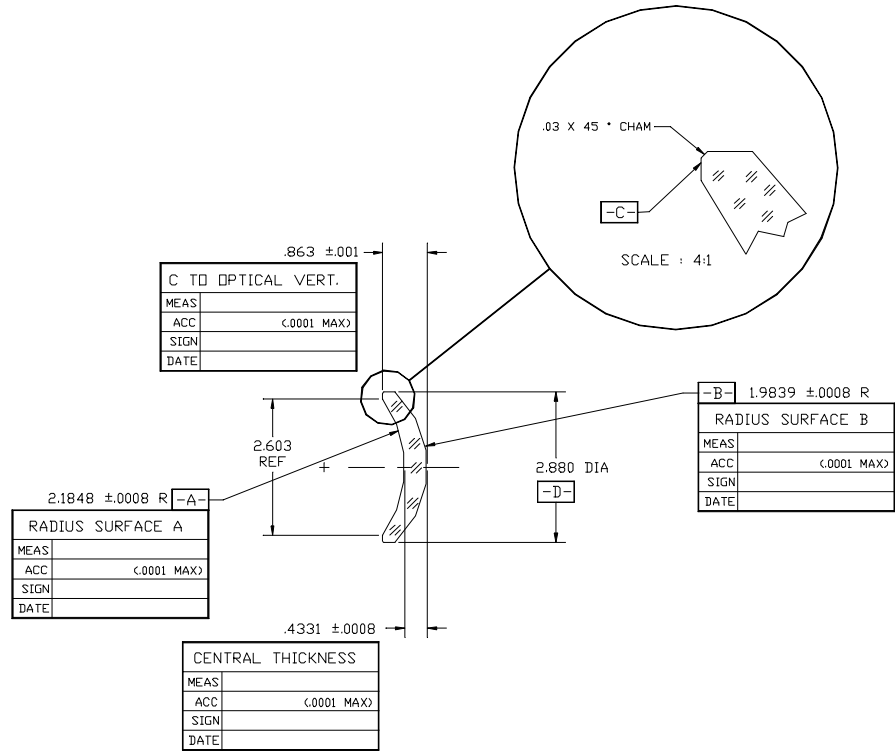 .03 X 45 ° CHAM
-C-
SCALE : 4:1
.863 ±.001
C TO OPTICAL VERT.
MEAS
ACC (.0001 MAX)
SIGN
DATE
-B- 1.9839 ±.0008 R
RADIUS SURFACE B
MEAS
ACC (.0001 MAX)
SIGN
DATE
2.603
REF
2.880 DIA
-D-
2.1848 ±.0008 R -A-
RADIUS SURFACE A
MEAS
ACC (.0001 MAX)
SIGN
DATE
.4331 ±.0008
CENTRAL THICKNESS
MEAS
ACC (.0001 MAX)
SIGN
DATE